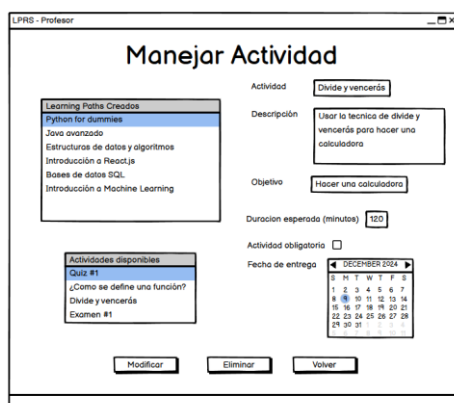 LPRS - Profesor
Manejar Actividad
Learning Paths Creados
Python for dummies
Java avanzado
Estructuras de datos y algoritmos
Introducción a React.js
Bases de datos SQL
Introducción a Machine Learning
Actividades disponibles
Quiz #1
¿Como se define una función?
Divide y vencerás
Examen #1
Actividad
Divide y vencerás
Descripción
Usar la tecnica de divide y
vencerás para hacer una
calculadora
Objetivo
Hacer una calculadora
Duracion esperada (minutos)
120
Actividad obligatoria
Fecha de entrega
DECEMBER 2024
S M T W T F S
1 2 3 4 5 6 7
8 9 10 11 12 13 14
15 16 17 18 19 20 21
22 23 24 25 26 27 28
29 30 31
Modificar
Eliminar
Volver